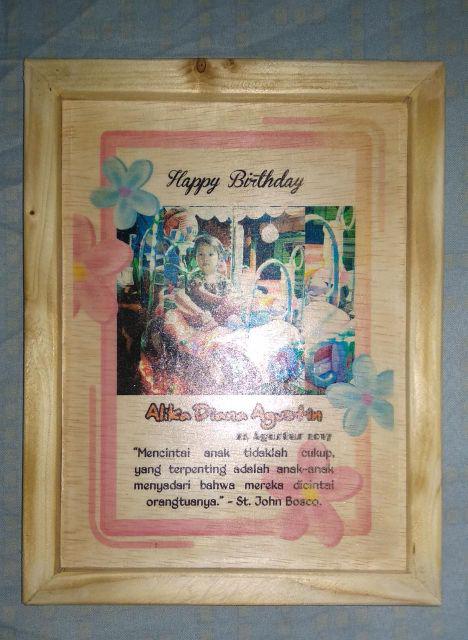 Happy Birthday
Alika Diana Agustin
Agustus 2017
"Mencintai anak tidaklah cukup,
yang terpenting adalah anak-anak
menyadari bahwa mereka dicintai
orangtuanya." - St. John Bosco.